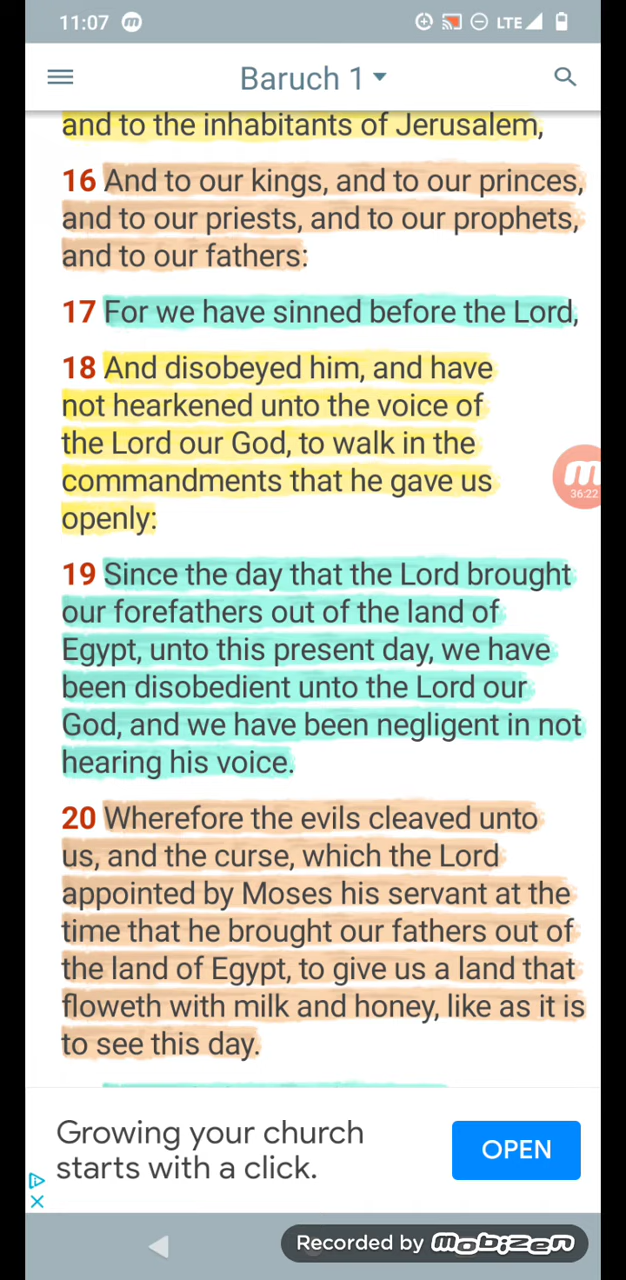 11:07
LTE
Baruch 1
and to the inhabitants of Jerusalem,
16 And to our kings, and to our princes,
and to our priests, and to our prophets,
and to our fathers:
17 For we have sinned before the Lord,
18 And disobeyed him, and have
not hearkened unto the voice of
the Lord our God, to walk in the
commandments that he gave us
openly:
36:22
19 Since the day that the Lord brought
our forefathers out of the land of
Egypt, unto this present day, we have
been disobedient unto the Lord our
God, and we have been negligent in not
hearing his voice.
20 Wherefore the evils cleaved unto
us, and the curse, which the Lord
appointed by Moses his servant at the
time that he brought our fathers out of
the land of Egypt, to give us a land that
floweth with milk and honey, like as it is
to see this day.
Growing your church
starts with a click.
OPEN
Recorded by mobizen